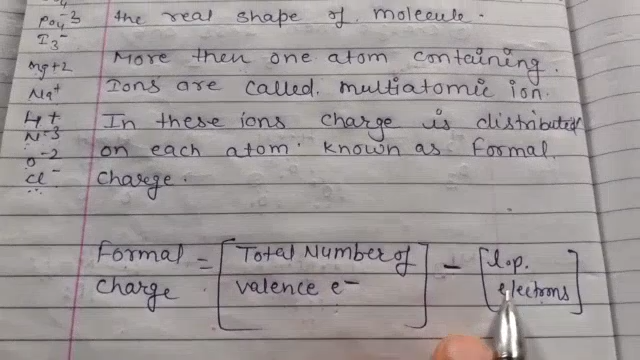 PO4-3 the real shape of molecule.
I3-
Mg+2 More then one atom containing
Na+ Ions are called multiatomic ion.
H+ In these ions charge is distributed
N-3 on each atom. known as formal
O-2
Cl- charge.
Formal = [Total Number of - [l.p.
charge valence e-] electrons]